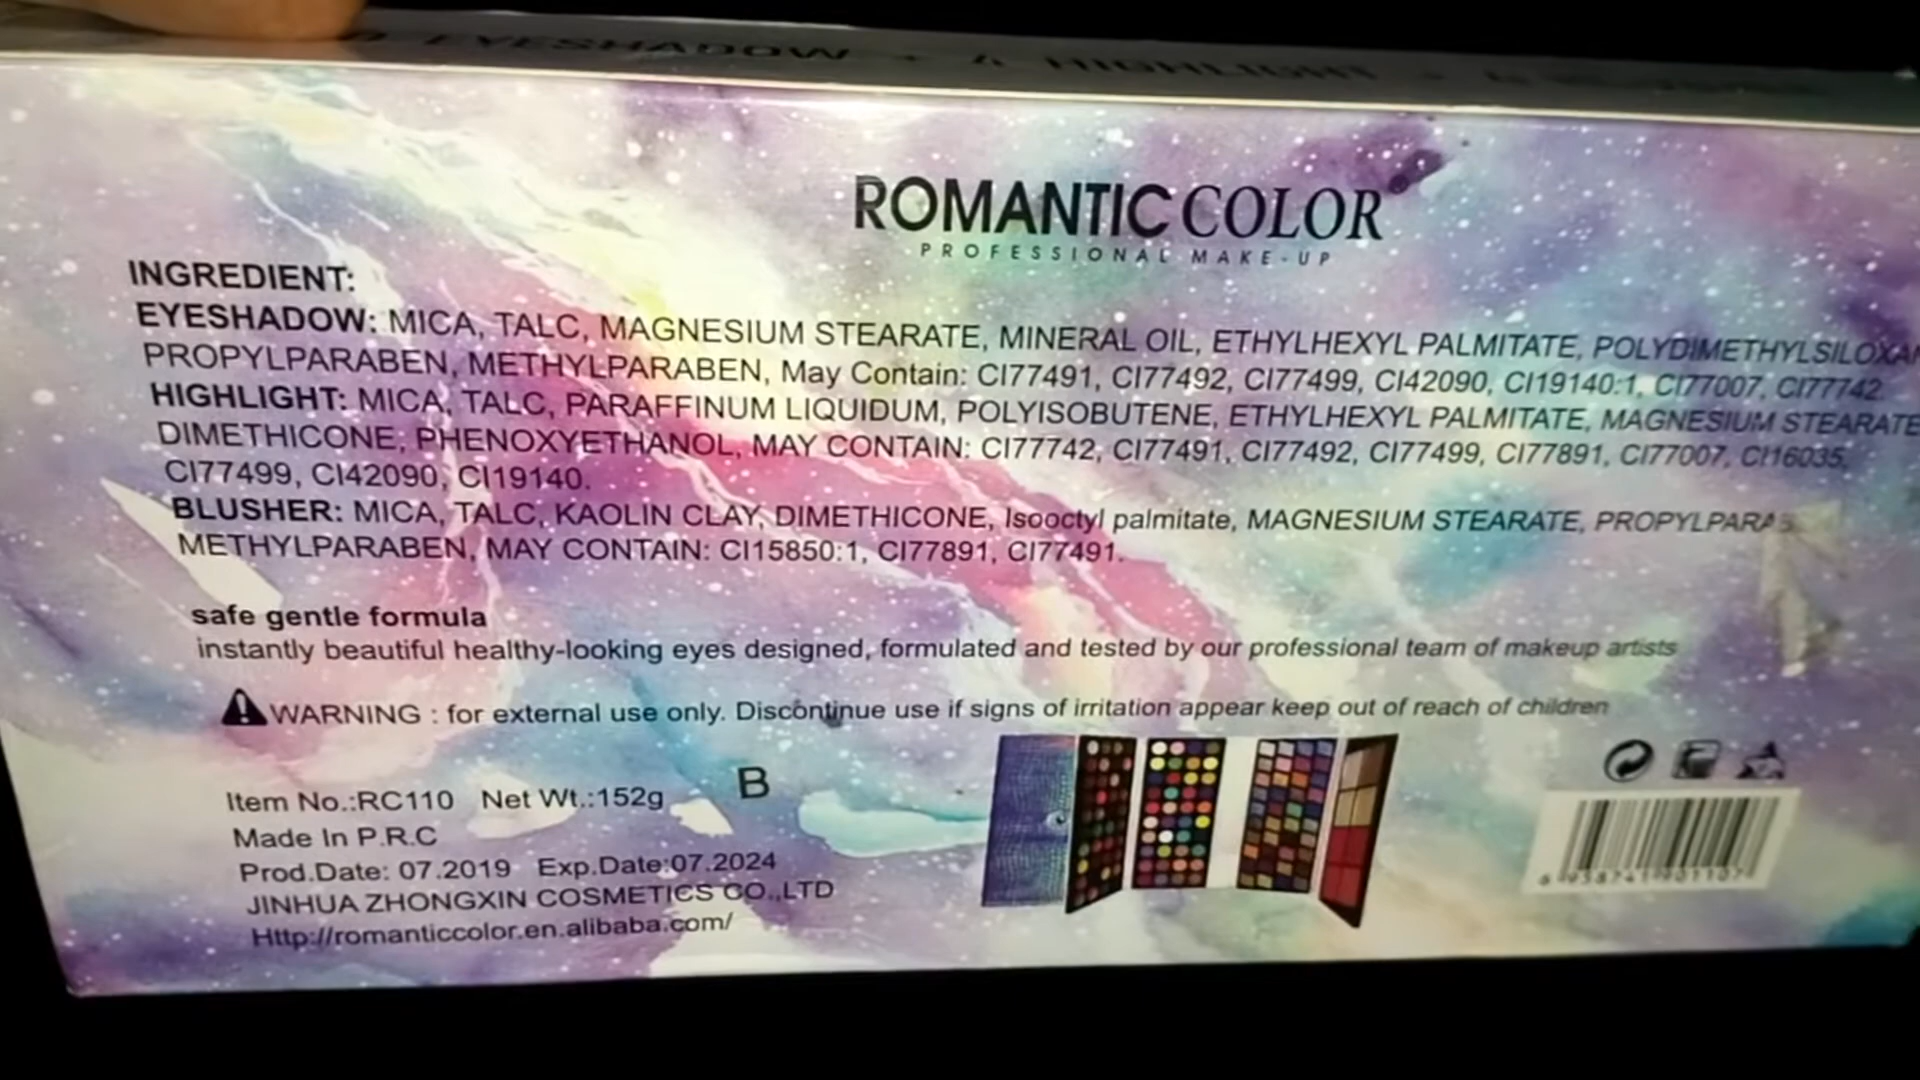 EYESHADOW
HIGHLIGHT
ROMANTIC COLOR
PROFESSIONAL MAKE-UP
INGREDIENT:
EYESHADOW: MICA, TALC, MAGNESIUM STEARATE, MINERAL OIL, ETHYLHEXYL PALMITATE,
PROPYLPARABEN, METHYLPARABEN, May Contain: CI77491, CI77492, CI77499, CI42090, CI19140:1, CI77007, CI77742
HIGHLIGHT: MICA, TALC, PARAFFINUM LIQUIDUM, POLYISOBUTENE, ETHYLHEXYL PALMITATE, MAGNESIUM STEARATE
DIMETHICONE, PHENOXYETHANOL, MAY CONTAIN: CI77742, CI77491, CI77492, CI77499, CI77891, CI77007, CI16035,
CI77499, CI42090, CI19140.
BLUSHER: MICA, TALC, KAOLIN CLAY, DIMETHICONE, Isooctyl palmitate, MAGNESIUM STEARATE,
METHYLPARABEN, MAY CONTAIN: CI15850:1, CI77891, CI77491.
safe gentle formula
instantly beautiful healthy-looking eyes designed, formulated and tested by our professional team of makeup artists
WARNING : for external use only. Discontinue use if signs of irritation appear keep out of reach of children
Item No.:RC110 Net Wt.:152g B
Made In P.R.C
Prod.Date: 07.2019 Exp.Date:07.2024
JINHUA ZHONGXIN COSMETICS CO.,LTD
Http://romanticcolor.en.alibaba.com/